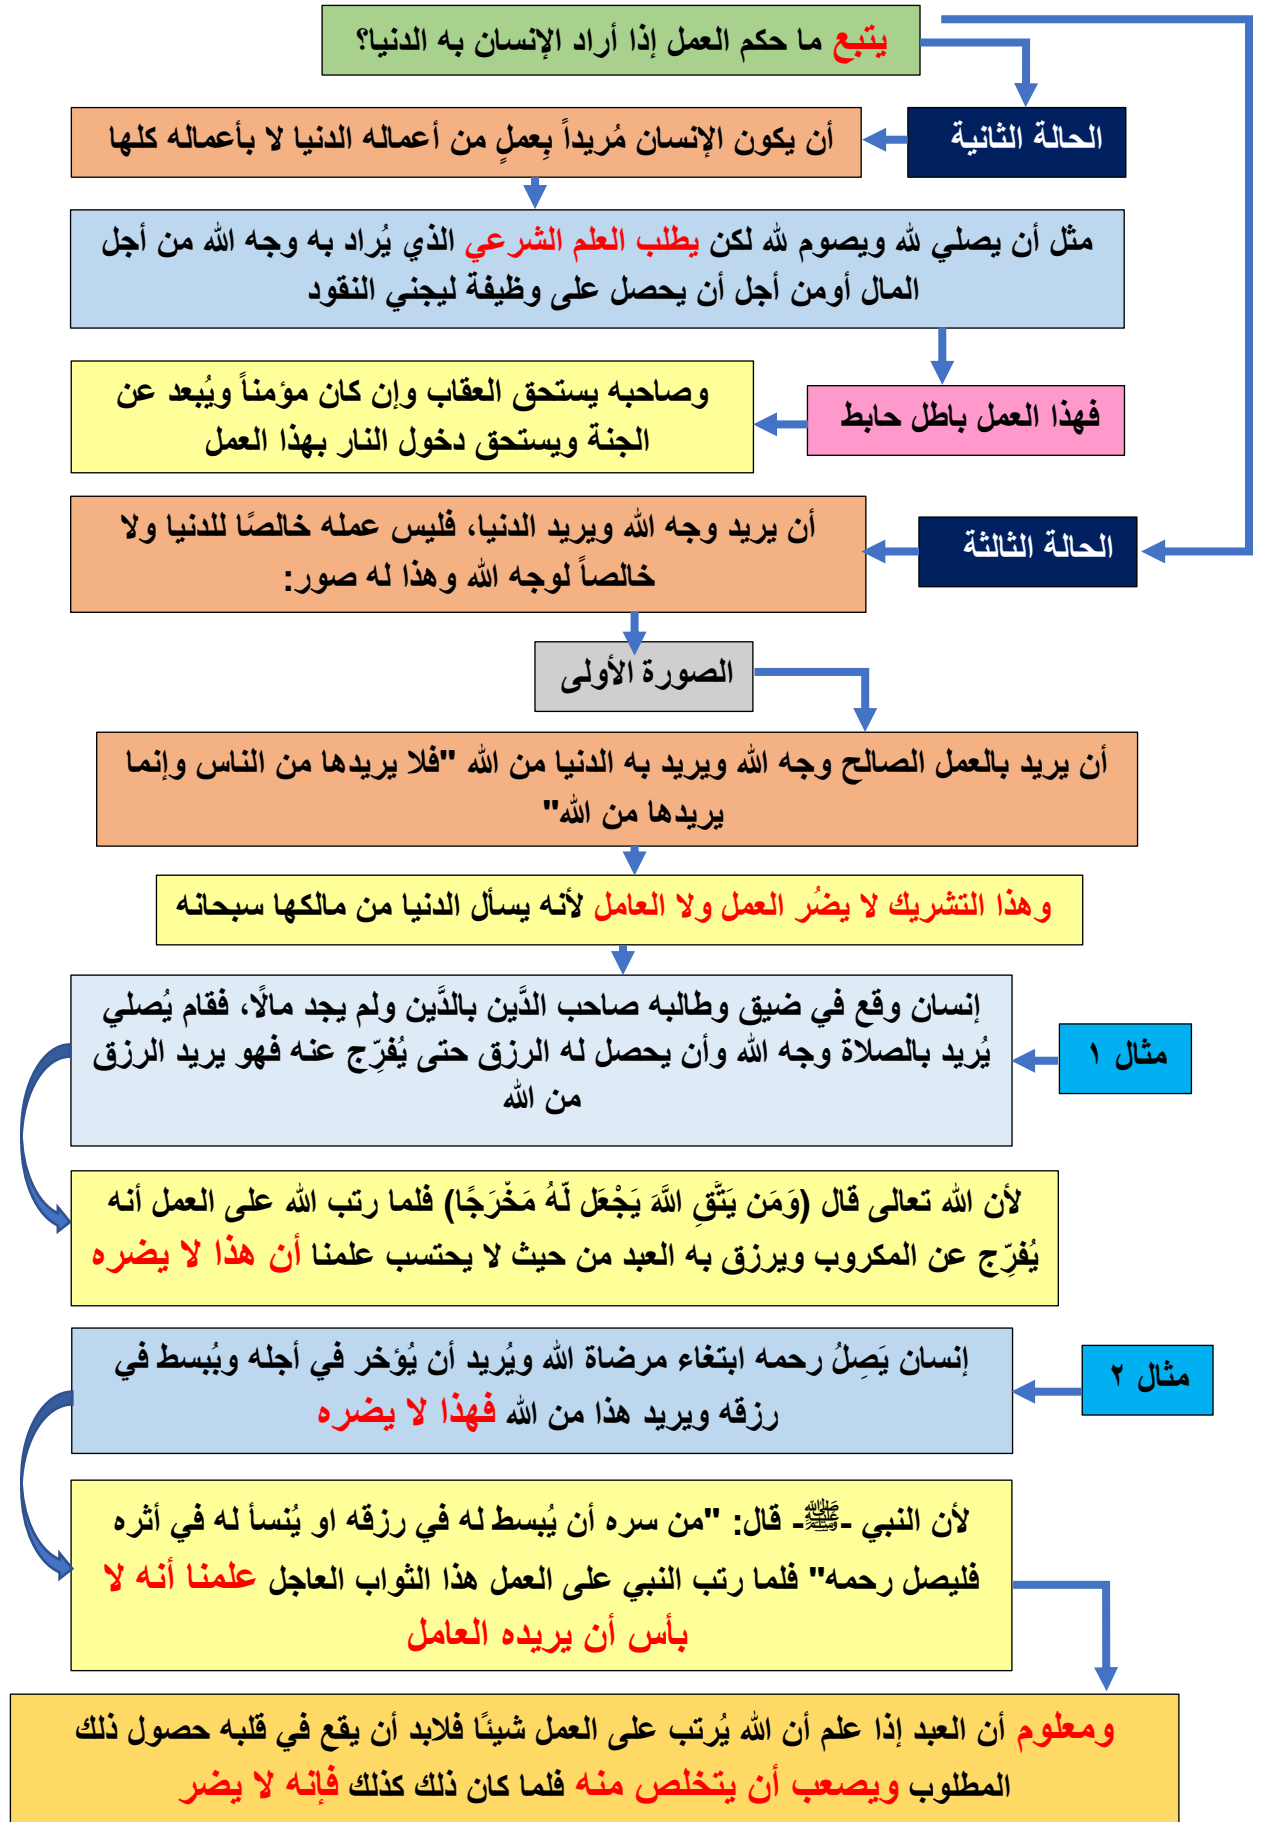 يتبع ما حكم العمل إذا أراد الإنسان به الدنيا؟
الحالة الثانية
أن يكون الإنسان مُريداً بِعملٍ من أعماله الدنيا لا بأعماله كلها
مثل أن يصلي لله ويصوم لله لكن يطلب العلم الشرعي الذي يُراد به وجه الله من أجل
المال أومن أجل أن يحصل على وظيفة ليجني النقود
فهذا العمل باطل حابط
وصاحبه يستحق العقاب وإن كان مؤمناً ويُبعد عن
الجنة ويستحق دخول النار بهذا العمل
الحالة الثالثة
أن يريد وجه الله ويريد الدنيا، فليس عمله خالصًا للدنيا ولا
خالصاً لوجه الله وهذا له صور:
الصورة الأولى
أن يريد بالعمل الصالح وجه الله ويريد به الدنيا من الله "فلا يريدها من الناس وإنما
يريدها من الله"
وهذا التشريك لا يضُر العمل ولا العامل لأنه يسأل الدنيا من مالكها سبحانه
مثال ١
إنسان وقع في ضيق وطالبه صاحب الدَّين بالدَّين ولم يجد مالًا، فقام يُصلي
يُريد بالصلاة وجه الله وأن يحصل له الرزق حتى يُفرِّج عنه فهو يريد الرزق
من الله
لأن الله تعالى قال (وَمَن يَتَّقِ اللَّهَ يَجْعَل لَّهُ مَخْرَجًا) فلما رتب الله على العمل أنه
يُفرِّج عن المكروب ويرزق به العبد من حيث لا يحتسب علمنا أن هذا لا يضره
مثال ٢
إنسان يَصِلُ رحمه ابتغاء مرضاة الله ويُريد أن يُؤخر في أجله ويُبسط في
رزقه ويريد هذا من الله فهذا لا يضره
لأن النبي -ﷺ- قال: "من سره أن يُبسط له في رزقه او يُنسأ له في أثره
فليصل رحمه" فلما رتب النبي على العمل هذا الثواب العاجل علمنا أنه لا
بأس أن يريده العامل
ومعلوم أن العبد إذا علم أن الله يُرتب على العمل شيئًا فلابد أن يقع في قلبه حصول ذلك
المطلوب ويصعب أن يتخلص منه فلما كان ذلك كذلك فإنه لا يضر